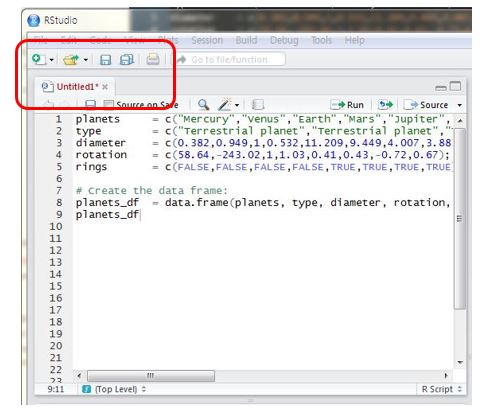 RStudio
File Edit Code View Plots Session Build Debug Tools Help
Go to file/function
Untitled1*
Source on Save Run Source
1 planets = c("Mercury","Venus","Earth","Mars","Jupiter",
2 type = c("Terrestrial planet","Terrestrial planet","
3 diameter = c(0.382,0.949,1,0.532,11.209,9.449,4.007,3.88
4 rotation = c(58.64,-243.02,1,1.03,0.41,0.43,-0.72,0.67);
5 rings = c(FALSE,FALSE,FALSE,FALSE,TRUE,TRUE,TRUE,TRUE)
6
7 # Create the data frame:
8 planets_df = data.frame(planets, type, diameter, rotation,
9 planets_df
10
11
12
13
14
15
16
17
18
19
20
21
22
23
9:11 (Top Level) R Script